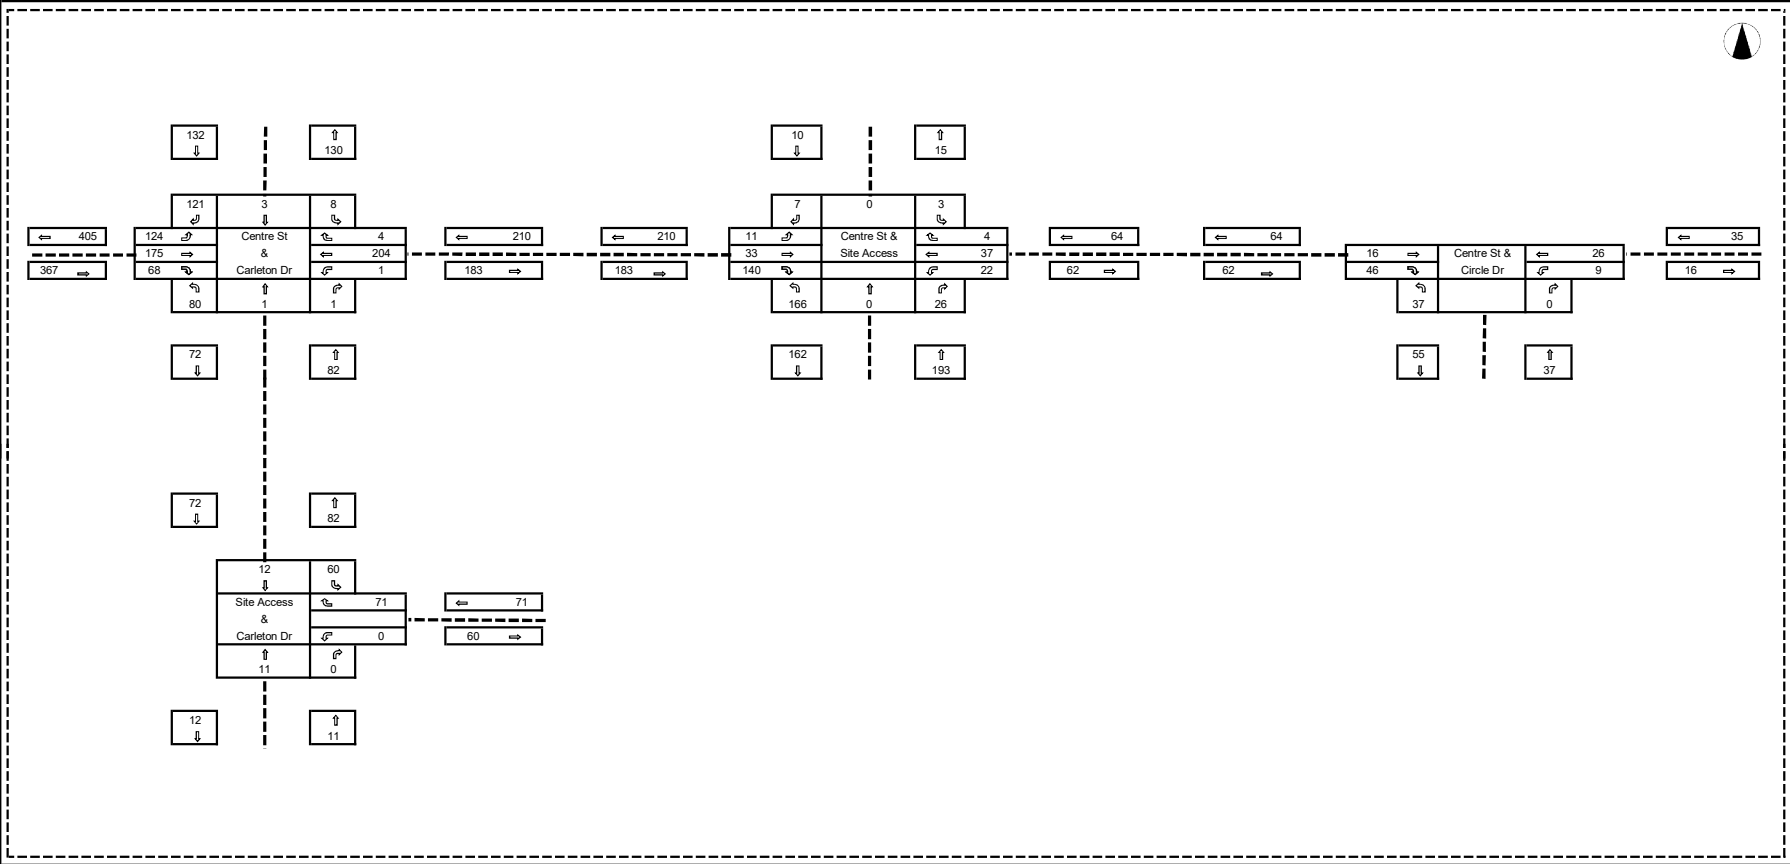 132
130
10
15
121 3 8
7 0 3
405
124 Centre St 4
210
210
11 Centre St & 4
64
64
35
175 & 204
33 Site Access 37
16 Centre St & 26
367
68 Carleton Dr 1
183
183
140 22
62
62
46 Circle Dr 9
16
80 1 1
166 0 26
37 0
72
82
162
193
55
37
72
82
12 60
Site Access 71
71
&
Carleton Dr 0
60
11 0
12
11